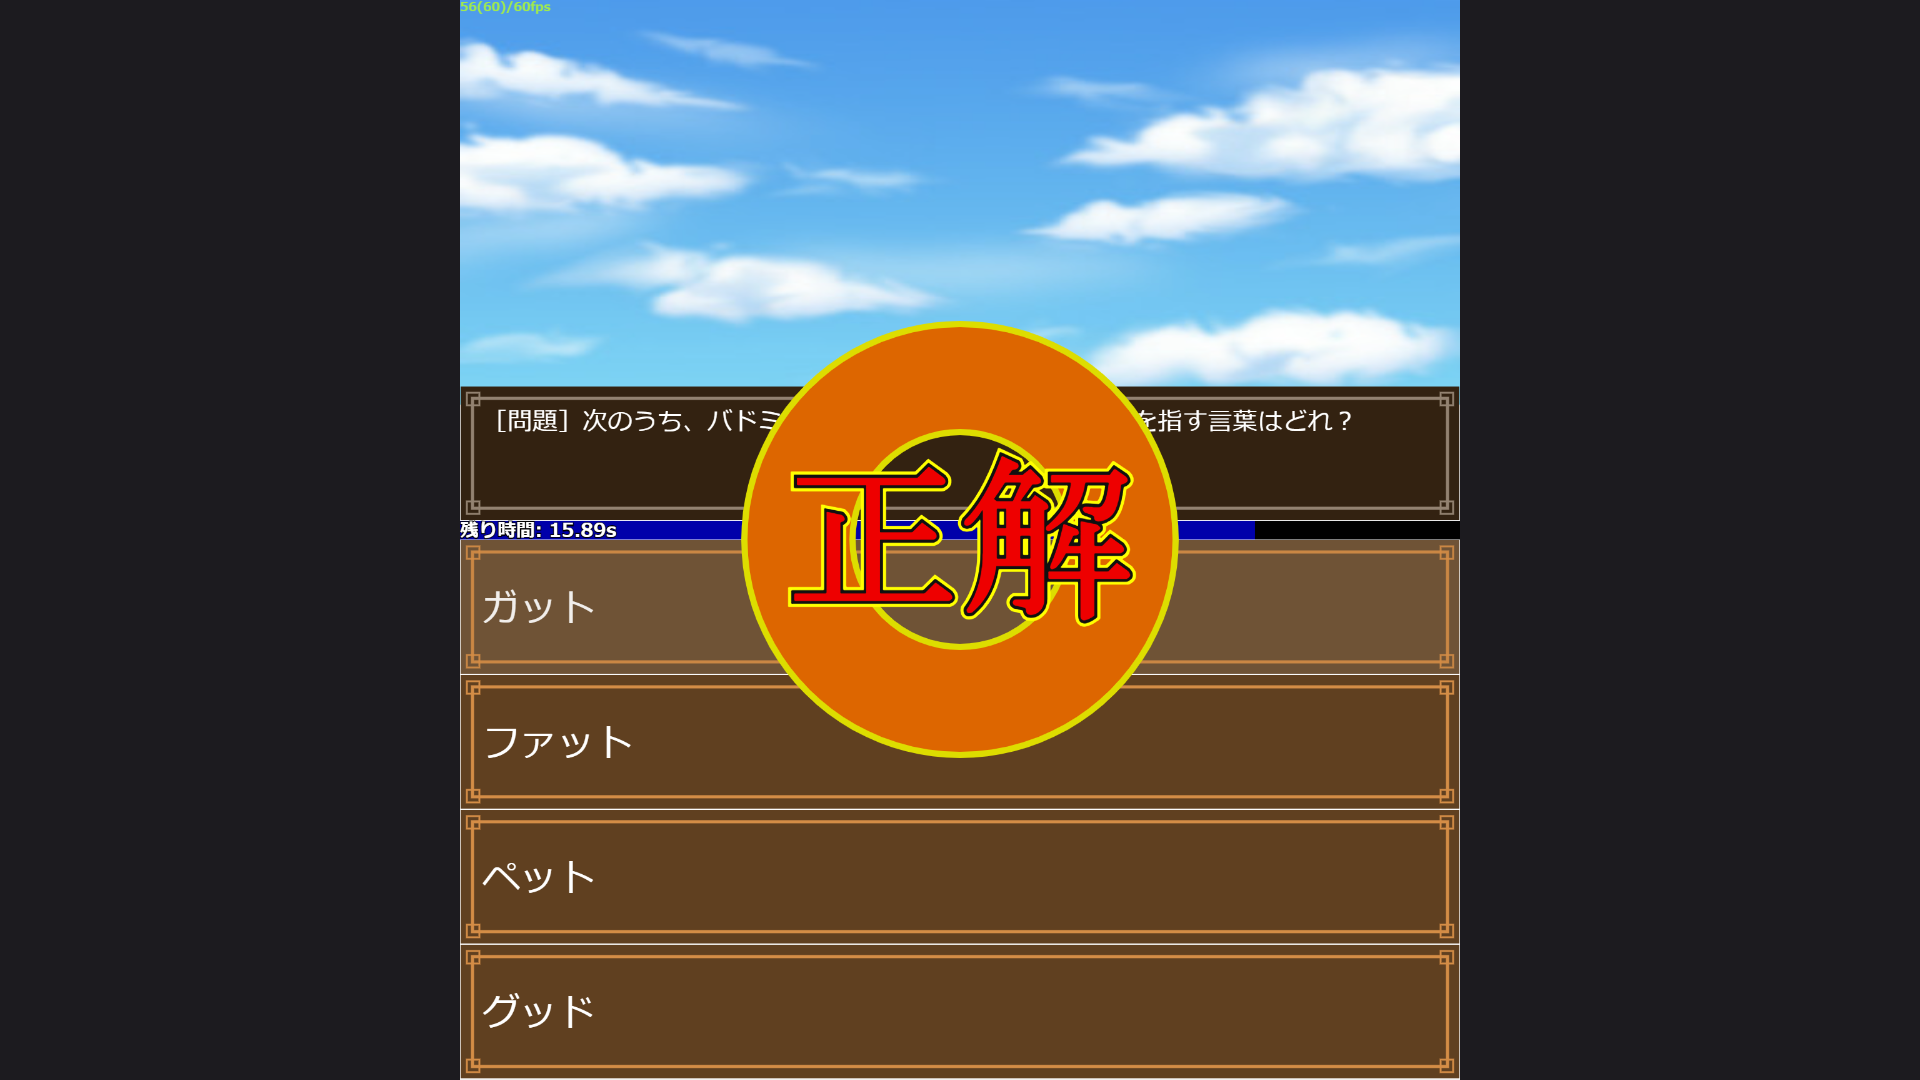 56(60)/60fps
［問題］次のうち、バドミ を指す言葉はどれ？
正解
残り時間: 15.89s
ガット
ファット
ペット
グッド